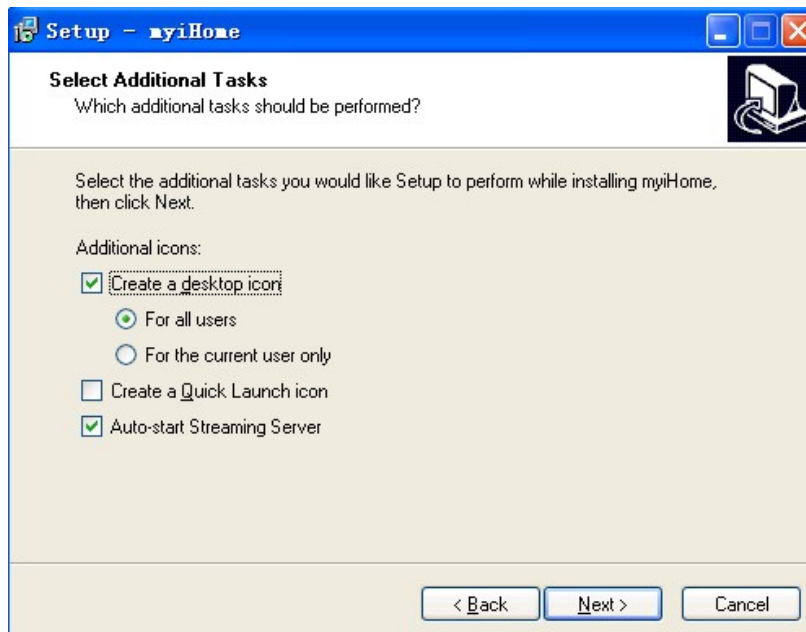 Setup - myiHome
Select Additional Tasks
Which additional tasks should be performed?
Select the additional tasks you would like Setup to perform while installing myiHome,
then click Next.
Additional icons:
Create a desktop icon
For all users
For the current user only
Create a Quick Launch icon
Auto-start Streaming Server
< Back
Next >
Cancel